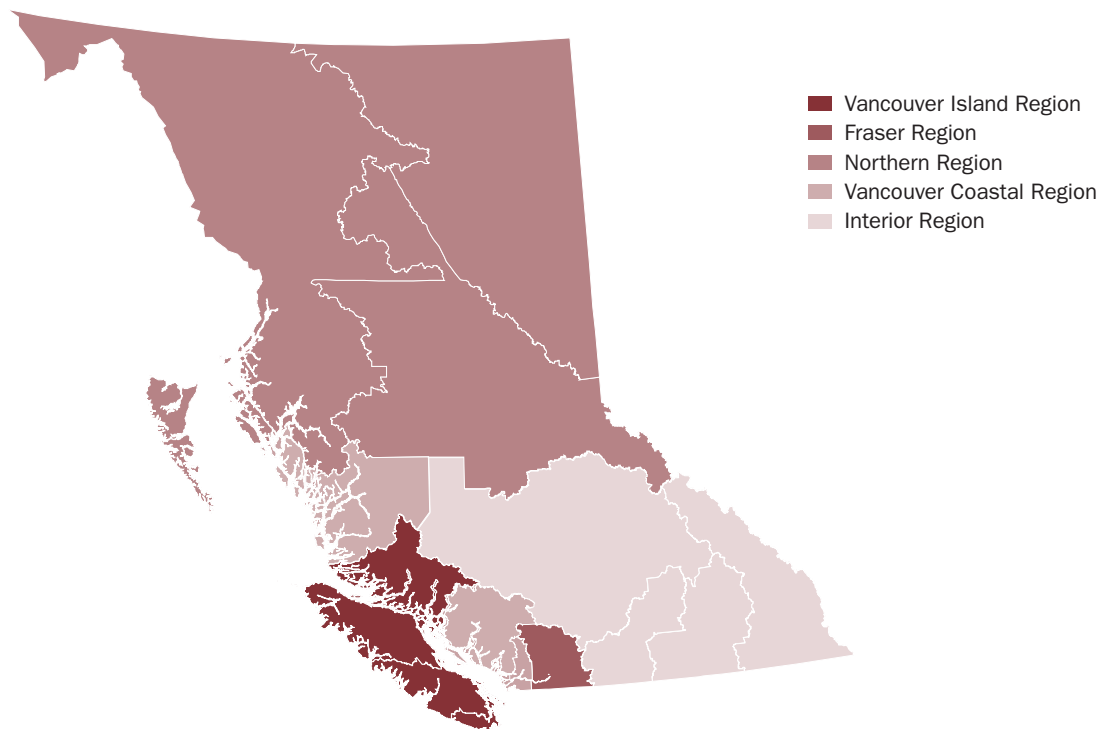 Vancouver Island Region
Fraser Region
Northern Region
Vancouver Coastal Region
Interior Region